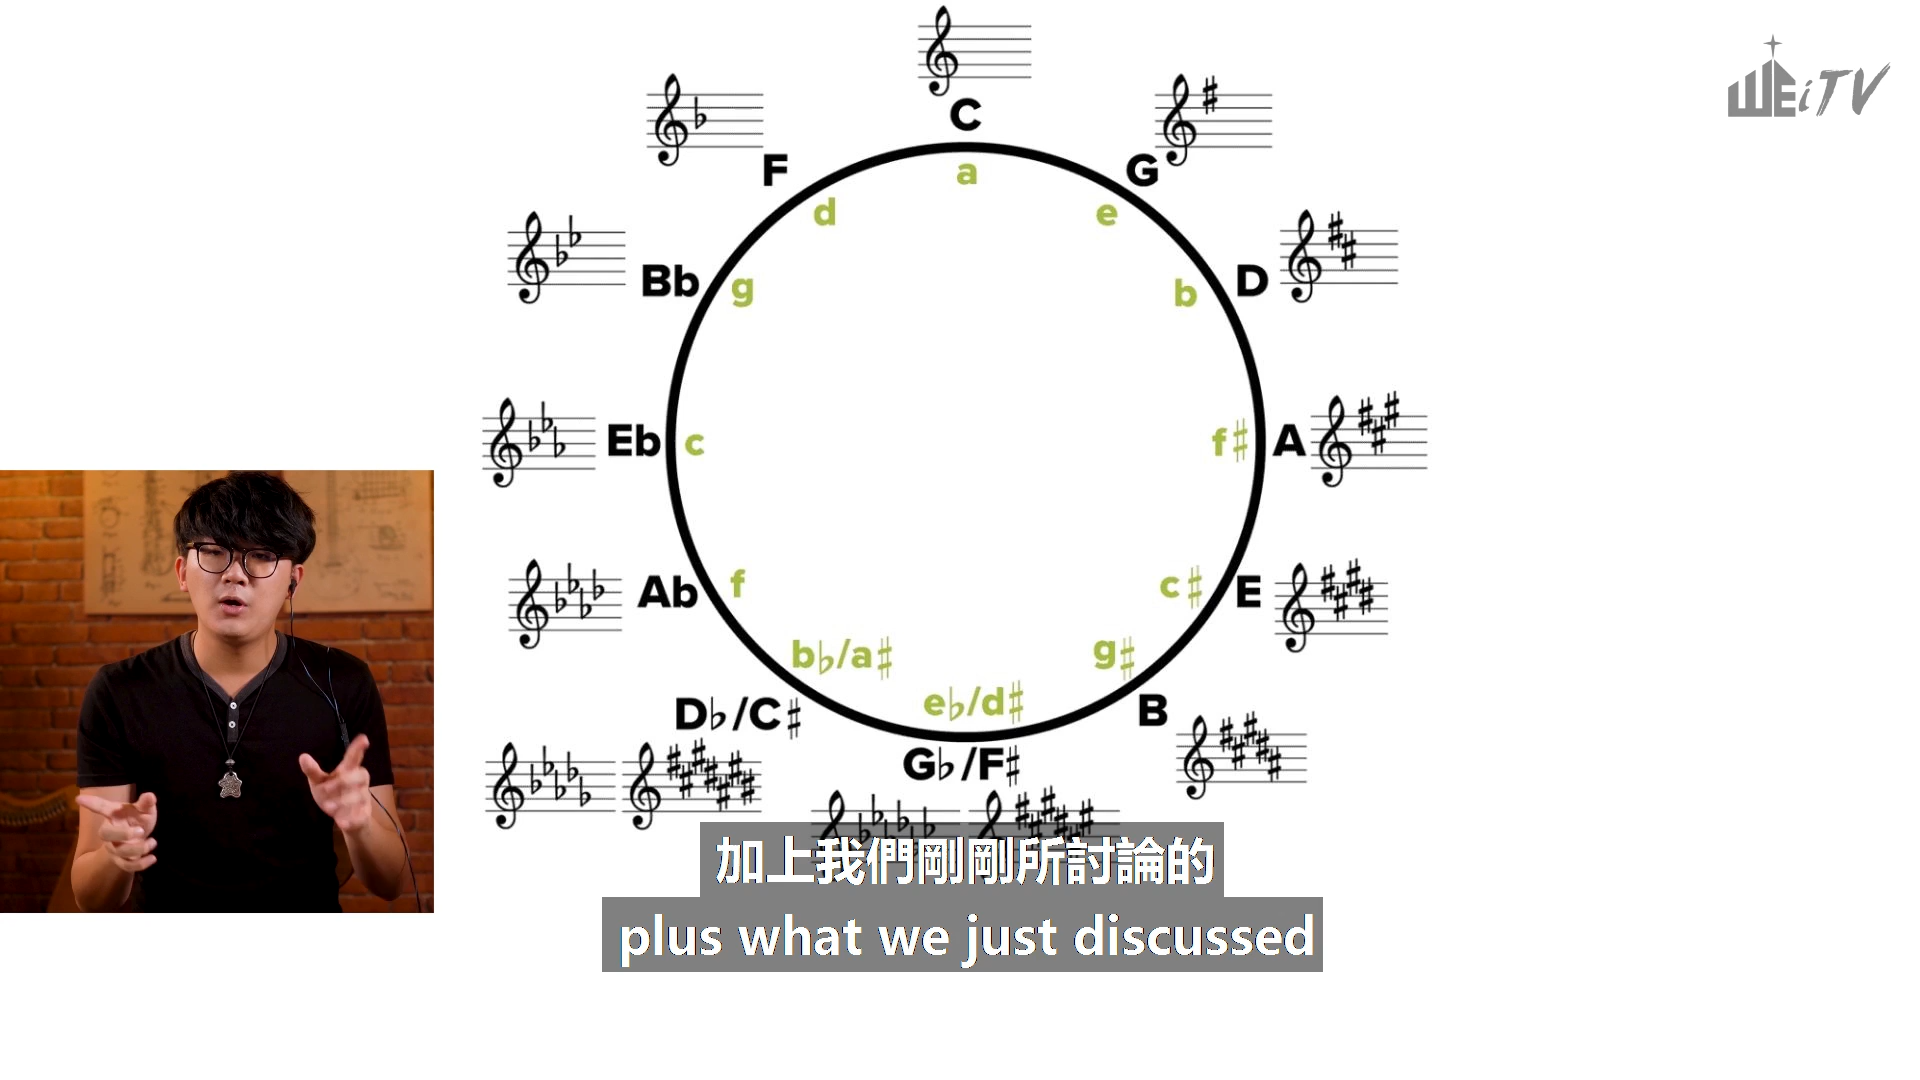 WEiTV
C
a
G
e
D
b
A
f♯
E
c♯
B
g♯
G♭/F♯
e♭/d♯
D♭/C♯
b♭/a♯
Ab
f
Eb
c
Bb
g
F
d
加上我們剛剛所討論的
plus what we just discussed